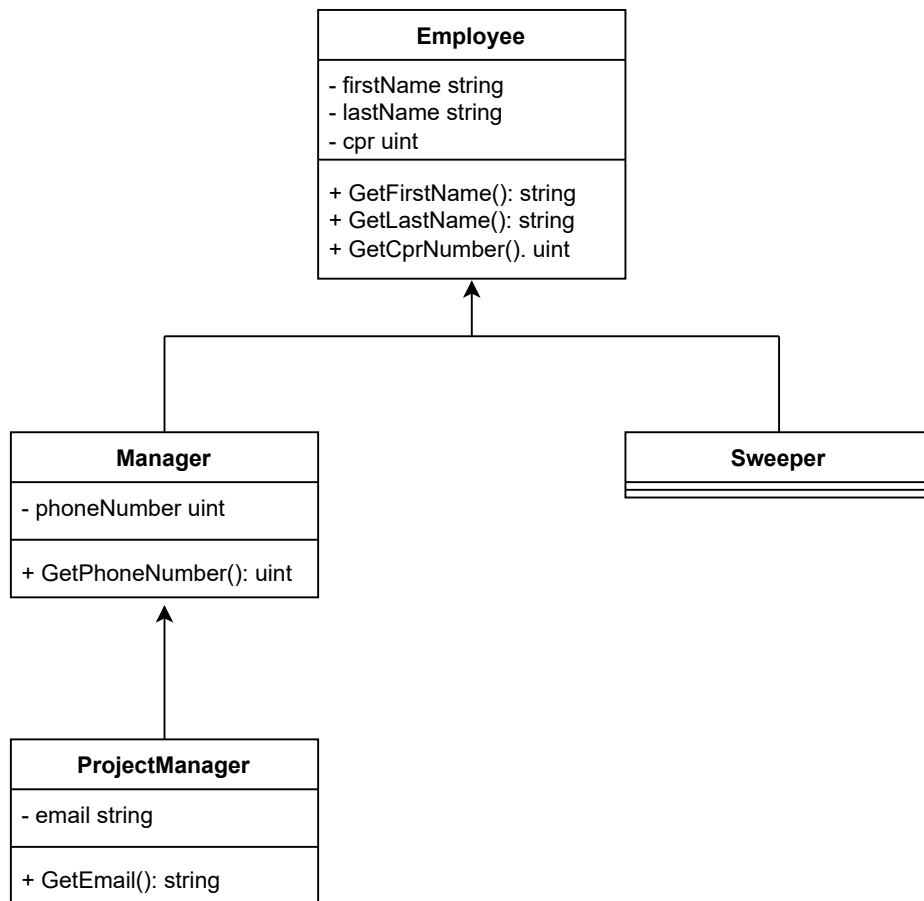 Employee
- firstName string
- lastName string
- cpr uint
+ GetFirstName(): string
+ GetLastName(): string
+ GetCprNumber(). uint
Manager
- phoneNumber uint
+ GetPhoneNumber(): uint
Sweeper
ProjectManager
- email string
+ GetEmail(): string